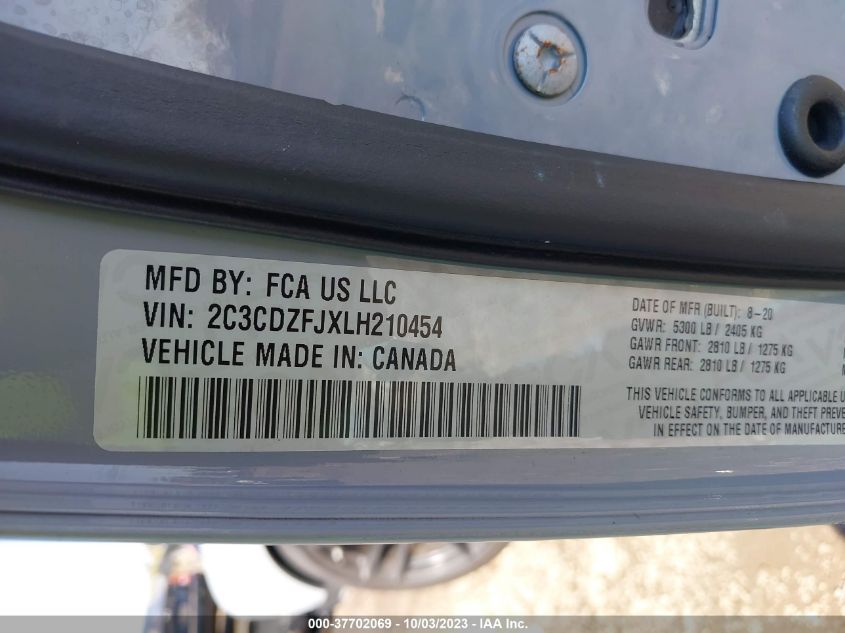 MFD BY: FCA US LLC
VIN: 2C3CDZFJXLH210454
VEHICLE MADE IN: CANADA
DATE OF MFR (BUILT): 8-20
GVWR: 5300 LB / 2405 KG
GAWR FRONT: 2810 LB / 1275 KG
GAWR REAR: 2810 LB / 1275 KG
THIS VEHICLE CONFORMS TO ALL APPLICABLE U
VEHICLE SAFETY, BUMPER, AND THEFT PREVE
IN EFFECT ON THE DATE OF MANUFACTURE
000-37702069 - 10/03/2023 - IAA Inc.